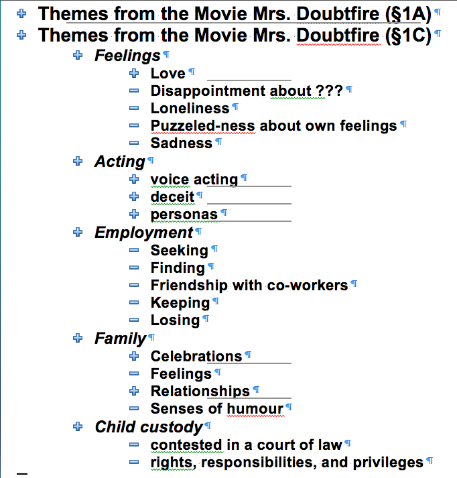 Themes from the Movie Mrs. Doubtfire (§1A)¶
Themes from the Movie Mrs. Doubtfire (§1C)¶
Feelings¶
Love¶
Disappointment about ???¶
Loneliness¶
Puzzeled-ness about own feelings¶
Sadness¶
Acting¶
voice acting¶
deceit¶
personas¶
Employment¶
Seeking¶
Finding¶
Friendship with co-workers¶
Keeping¶
Losing¶
Family¶
Celebrations¶
Feelings¶
Relationships¶
Senses of humour¶
Child custody¶
contested in a court of law¶
rights, responsibilities, and privileges¶